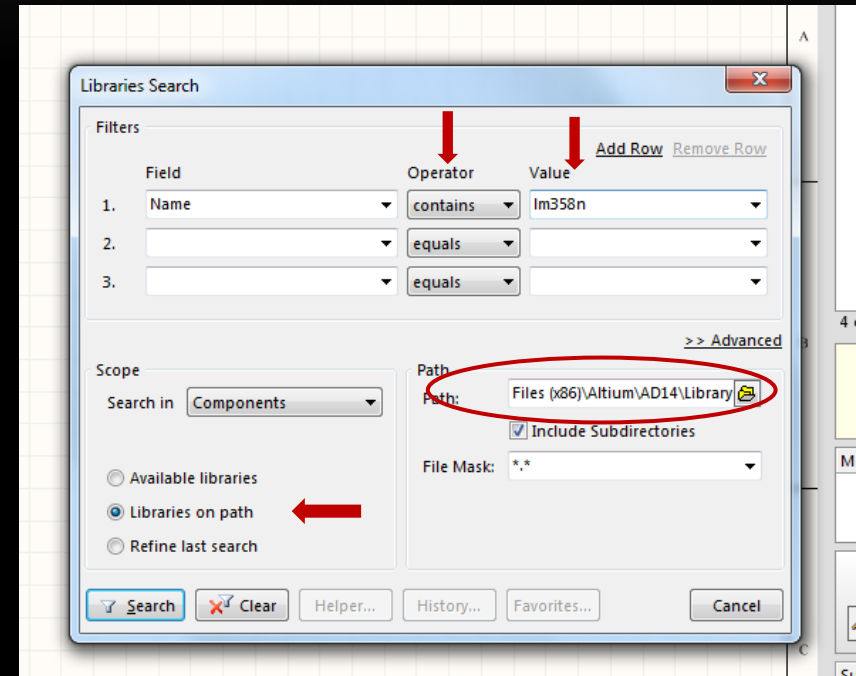 A
Libraries Search
Filters
Add Row Remove Row
Field Operator Value
1. Name contains lm358n
2. equals
3. equals
>> Advanced
B
4
Scope
Search in Components
Available libraries
Libraries on path
Refine last search
Path
Path: Files (x86)\Altium\AD14\Library
Include Subdirectories
File Mask: *.*
M
Search Clear Helper... History... Favorites... Cancel
C
Su